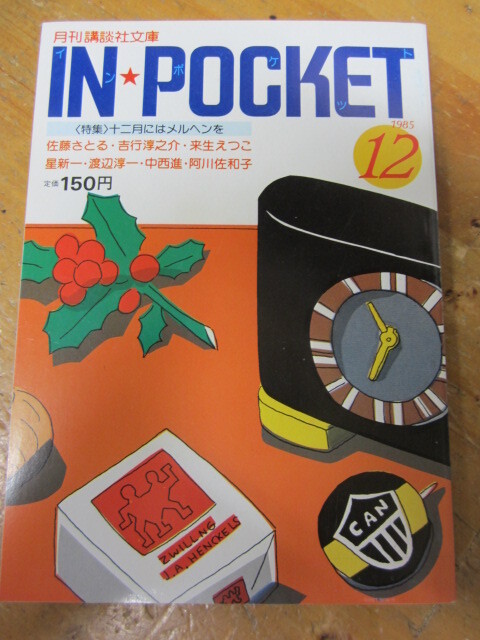 月刊講談社文庫
イン ポケット
IN★POCKET
1985
12
〈特集〉十二月にはメルヘンを
佐藤さとる・吉行淳之介・来生えつこ
星新一・渡辺淳一・中西進・阿川佐和子
定価150円
CAN
ZWILLNG
J.A. HENCKELS